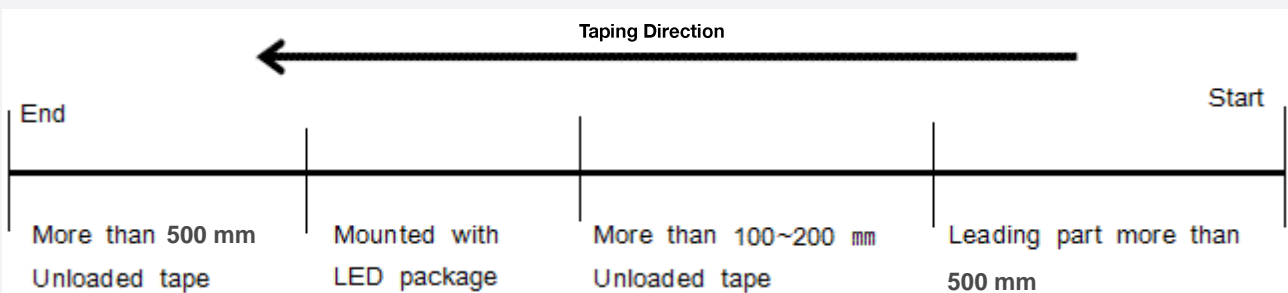 Taping Direction
End
Start
More than 500 mm
Unloaded tape
Mounted with
LED package
More than 100~200 ㎜
Unloaded tape
Leading part more than
500 mm